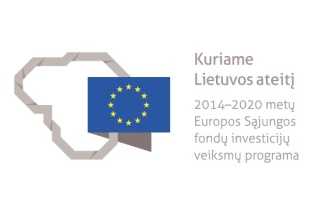 Kuriame
Lietuvos ateitį
2014–2020 metų
Europos Sąjungos
fondų investicijų
veiksmų programa